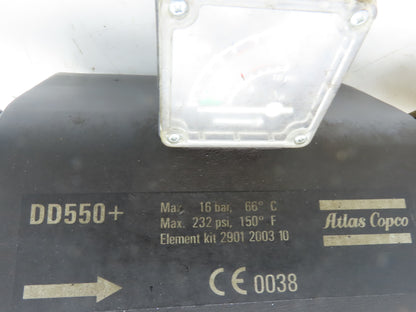 DD550+
Max. 16 bar, 66° C
Max. 232 psi, 150° F
Element kit 2901 2003 10
Atlas Copco
CE 0038